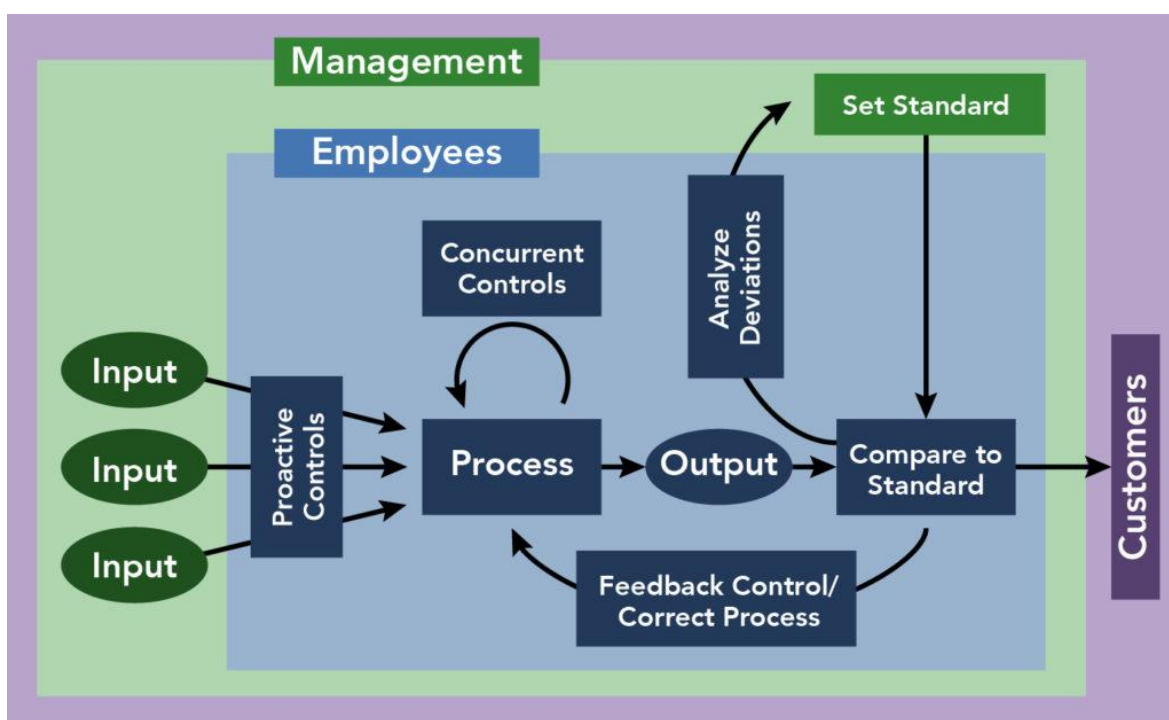 Management
Set Standard
Employees
Concurrent
Controls
Analyze
Deviations
Input
Input
Input
Proactive
Controls
Process
Output
Compare to
Standard
Feedback Control/
Correct Process
Customers